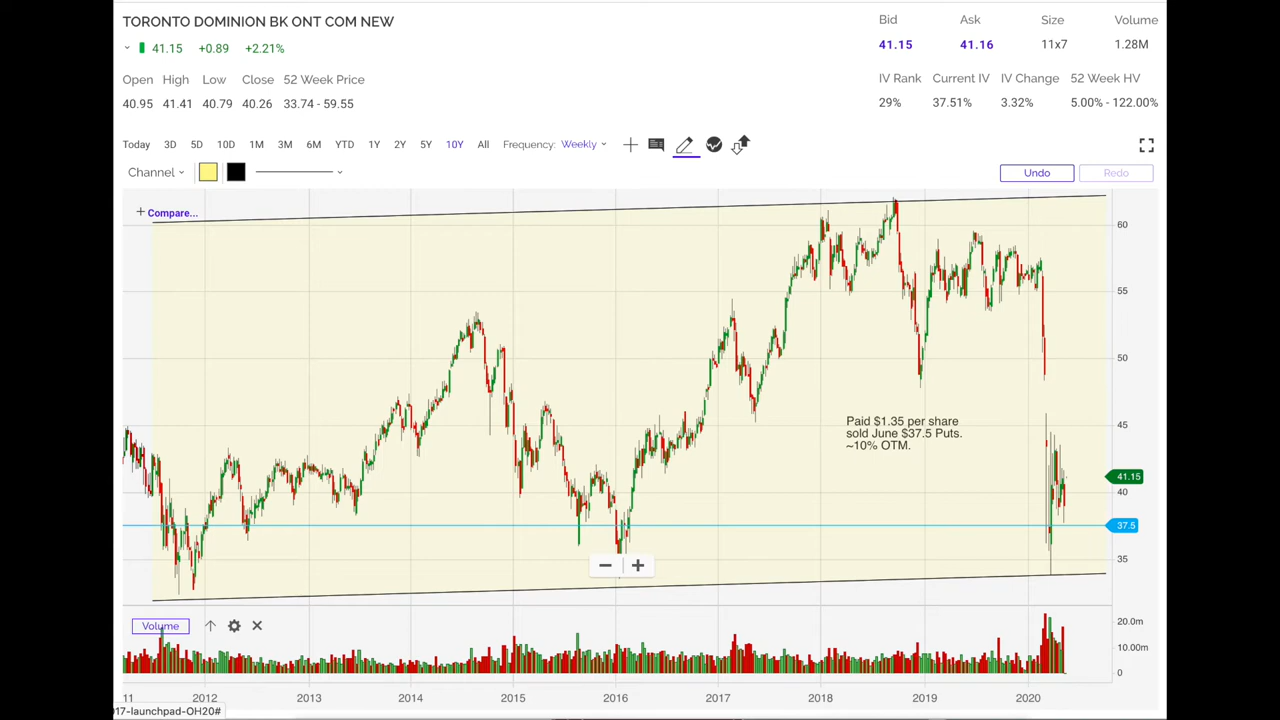 TORONTO DOMINION BK ONT COM NEW
41.15 +0.89 +2.21%
Bid Ask Size Volume
41.15 41.16 11x7 1.28M
Open High Low Close 52 Week Price
40.95 41.41 40.79 40.26 33.74 - 59.55
IV Rank Current IV IV Change 52 Week HV
29% 37.51% 3.32% 5.00% - 122.00%
Today 3D 5D 10D 1M 3M 6M YTD 1Y 2Y 5Y 10Y All Frequency: Weekly
Channel
Undo Redo
+ Compare...
60
55
50
45
41.15
40
37.5
35
Paid $1.35 per share
sold June $37.5 Puts.
~10% OTM.
− +
Volume
20.0m
10.00m
0
11 2012 2013 2014 2015 2016 2017 2018 2019 2020
017-launchpad-OH20#